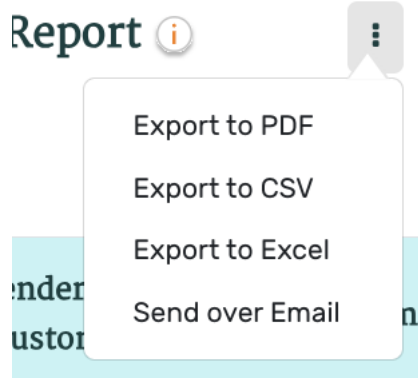 Report i
Export to PDF
Export to CSV
Export to Excel
Send over Email